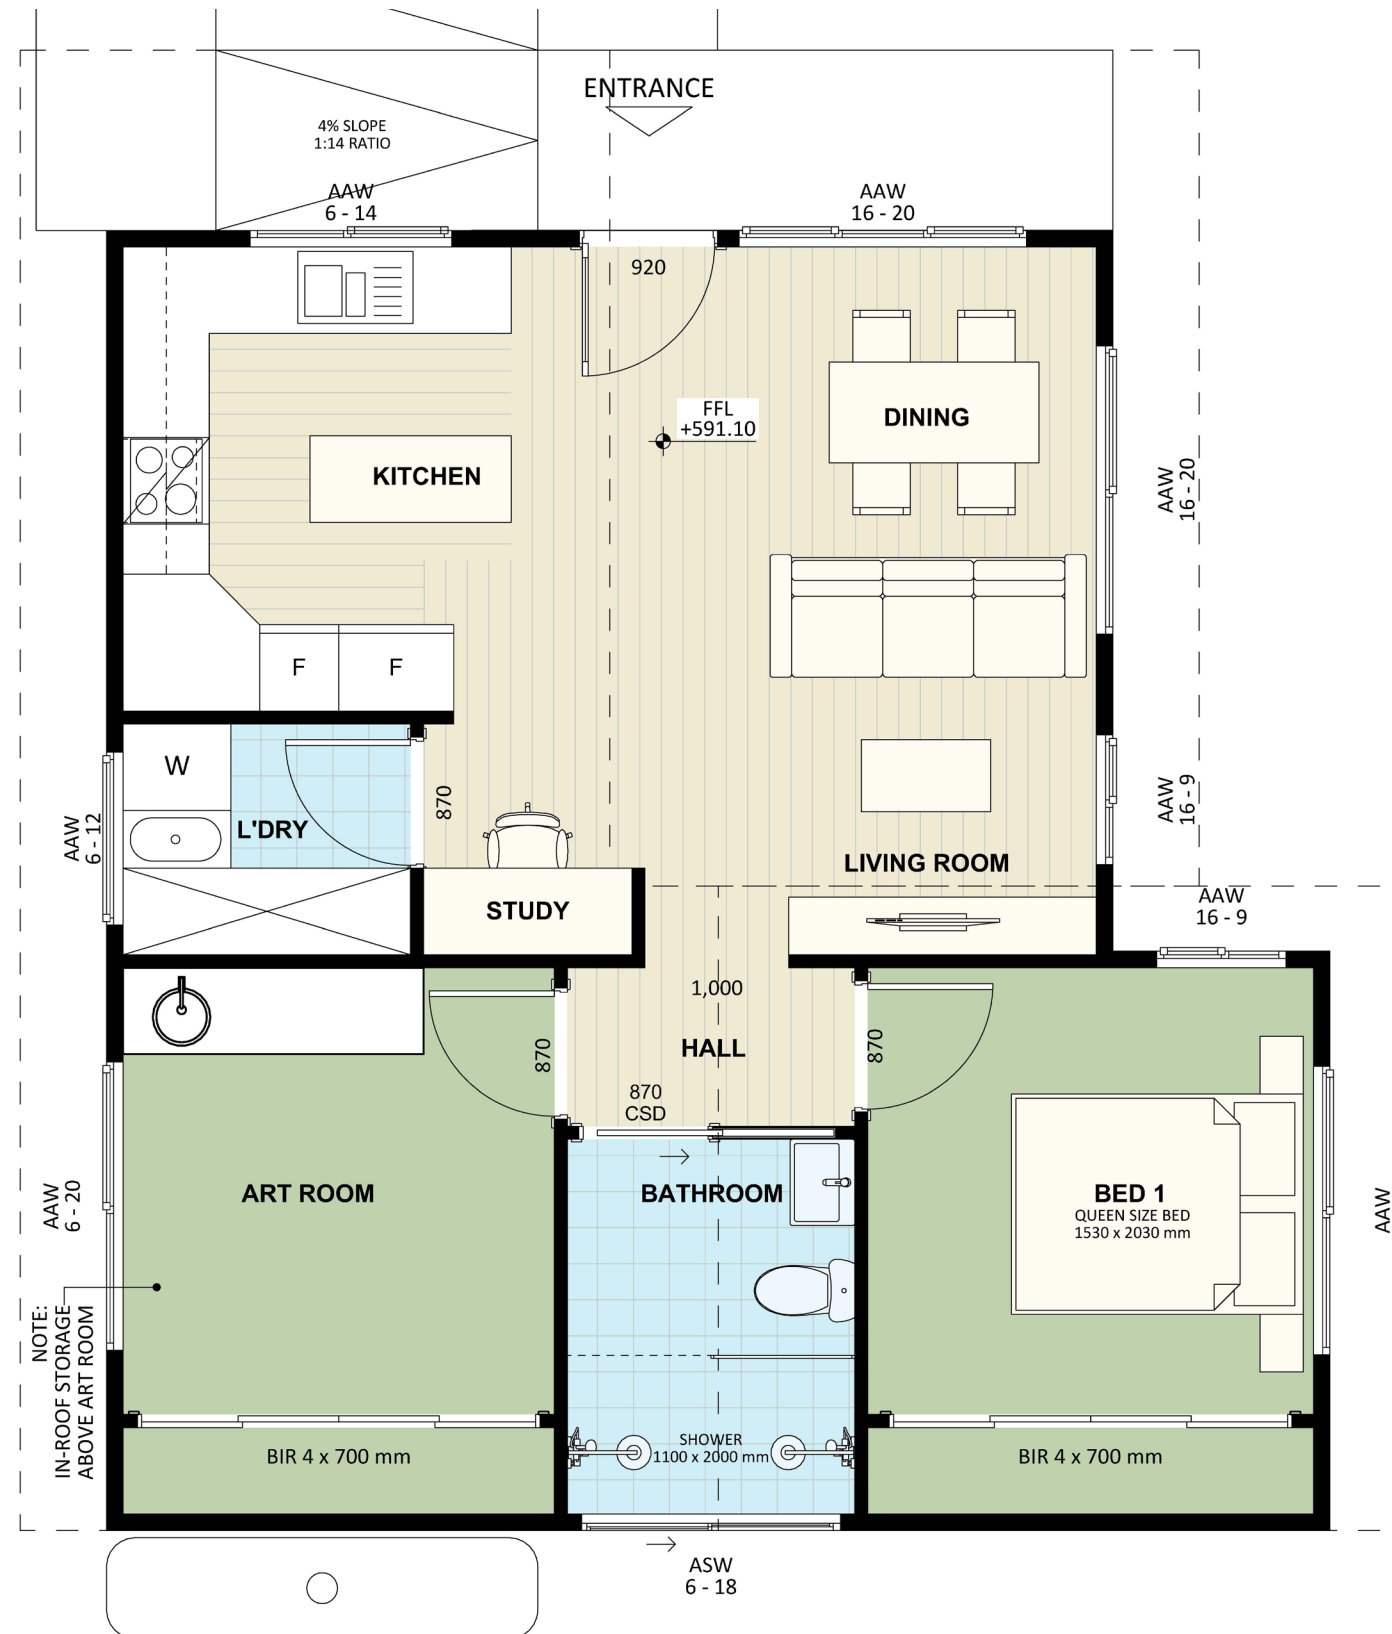 ENTRANCE
4% SLOPE
1:14 RATIO
AAW
6 - 14
AAW
16 - 20
920
FFL
+591.10
DINING
KITCHEN
AAW
16 - 20
F
F
W
L'DRY
870
AAW
6 - 12
AAW
16 - 9
LIVING ROOM
STUDY
AAW
16 - 9
1,000
HALL
870
870
870
CSD
ART ROOM
BATHROOM
BED 1
QUEEN SIZE BED
1530 x 2030 mm
AAW
6 - 20
AAW
NOTE:
IN-ROOF STORAGE
ABOVE ART ROOM
BIR 4 x 700 mm
SHOWER
1100 x 2000 mm
BIR 4 x 700 mm
ASW
6 - 18